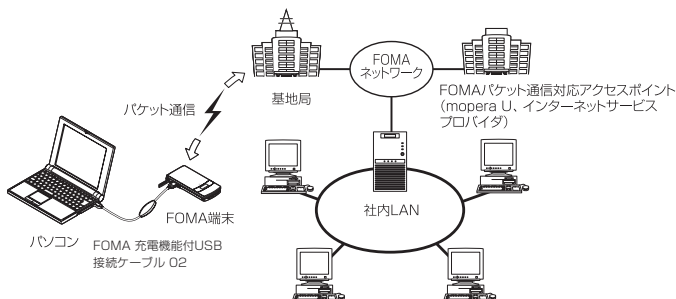 FOMA
ネットワーク
基地局
FOMAパケット通信対応アクセスポイント
(mopera U、インターネットサービス
プロバイダ)
パケット通信
FOMA端末
社内LAN
パソコン
FOMA 充電機能付USB
接続ケーブル 02